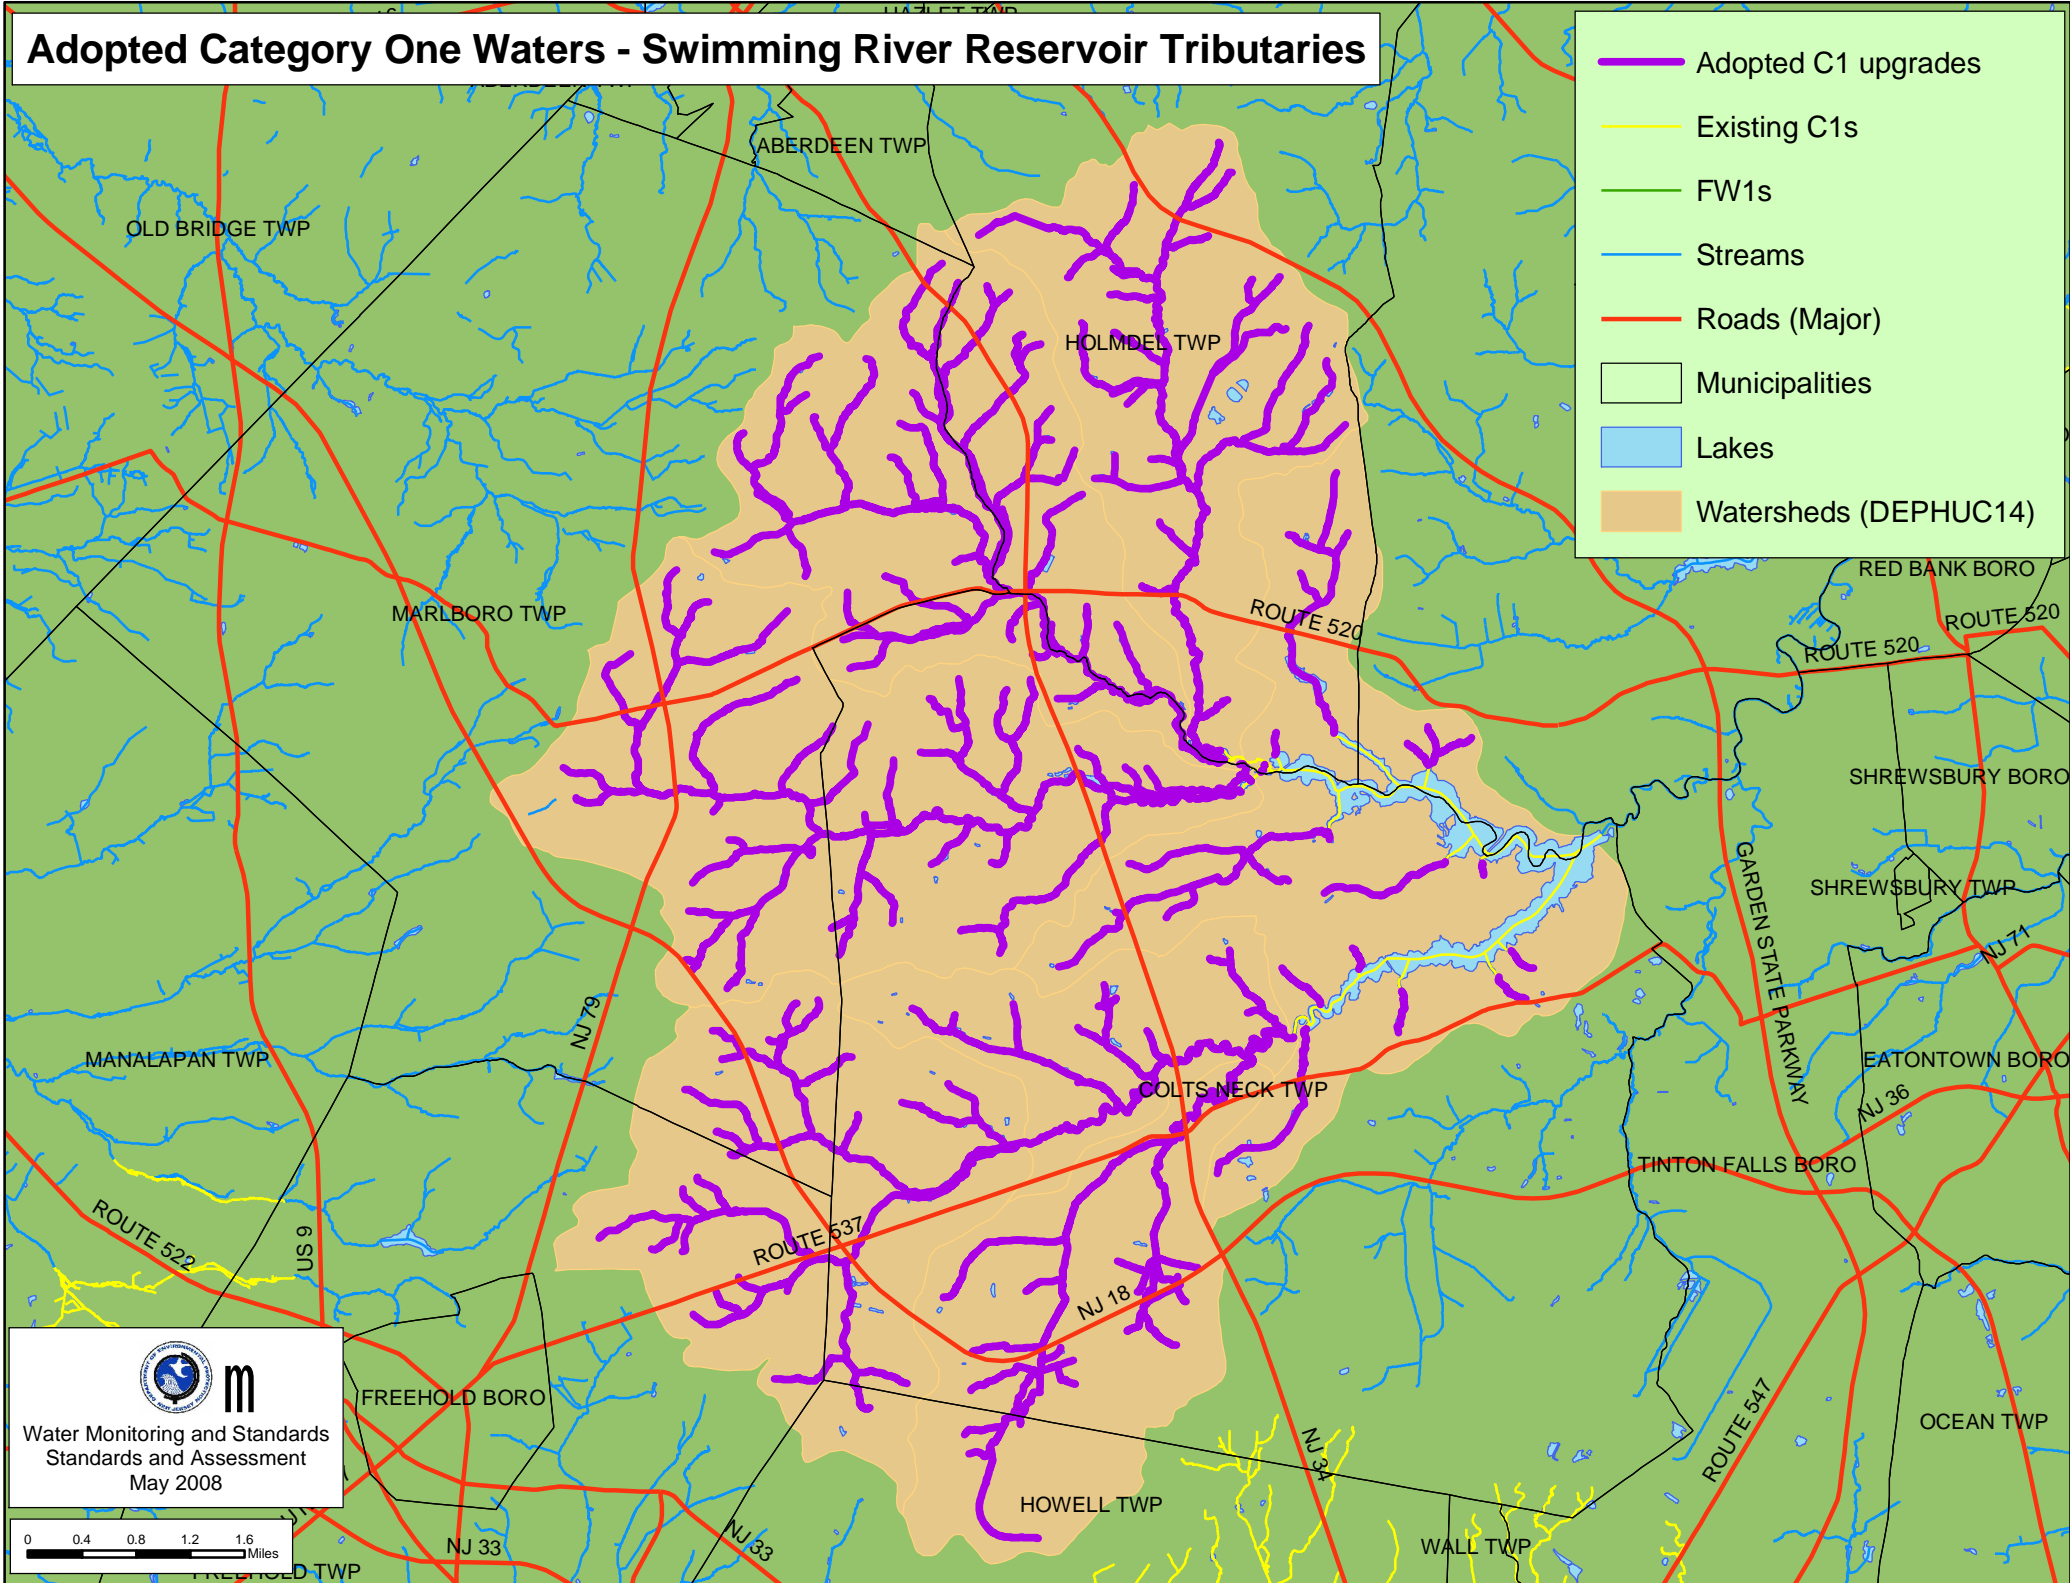 HAZLET TWP
Adopted Category One Waters - Swimming River Reservoir Tributaries
Adopted C1 upgrades
Existing C1s
FW1s
Streams
Roads (Major)
Municipalities
Lakes
Watersheds (DEPHUC14)
ABERDEEN TWP
OLD BRIDGE TWP
HOLMDEL TWP
MARLBORO TWP
ROUTE 520
RED BANK BORO
ROUTE 520
ROUTE 520
SHREWSBURY BORO
SHREWSBURY TWP
GARDEN STATE PARKWAY
NJ 71
NJ 79
MANALAPAN TWP
COLTS NECK TWP
EATONTOWN BORO
NJ 36
TINTON FALLS BORO
ROUTE 522
US 9
ROUTE 537
NJ 18
FREEHOLD BORO
NJ 34
ROUTE 547
OCEAN TWP
HOWELL TWP
WALL TWP
NJ 33
NJ 33
FREEHOLD TWP
m
Water Monitoring and Standards
Standards and Assessment
May 2008
0 0.4 0.8 1.2 1.6
Miles